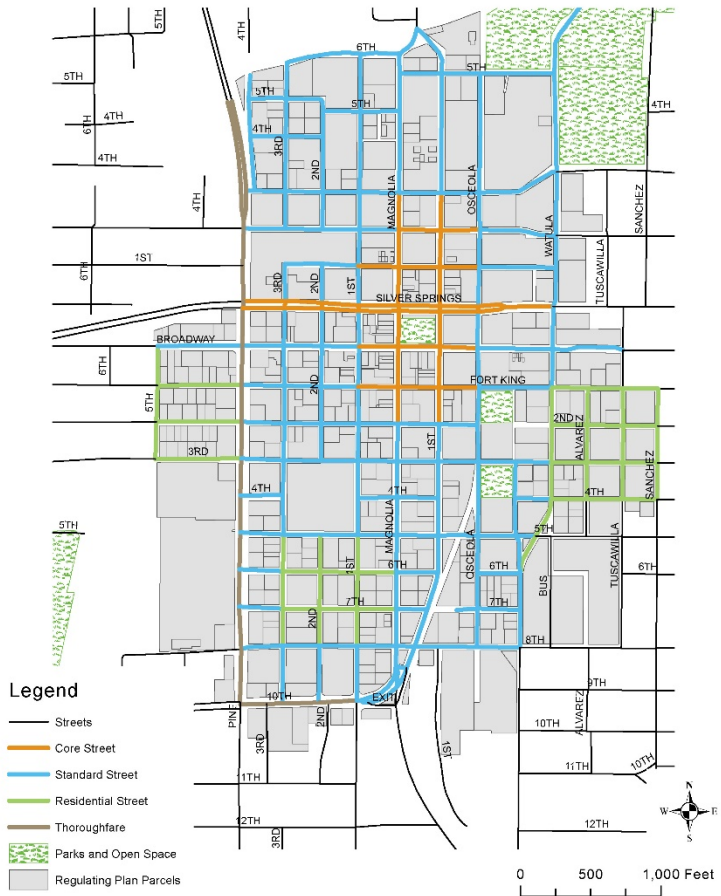 5TH
5TH
4TH
6TH
5TH
5TH
5TH
5TH
4TH
4TH
6TH
4TH
4TH
3RD
2ND
4TH
4TH
MAGNOLIA
OSCEOLA
WATULA
SANCHEZ
TUSCAWILLA
1ST
6TH
3RD
2ND
1ST
SILVER SPRINGS
BROADWAY
6TH
5TH
2ND
FORT KING
2ND
ALVAREZ
3RD
1ST
4TH
4TH
4TH
SANCHEZ
5TH
MAGNOLIA
OSCEOLA
5TH
TUSCAWILLA
1ST
6TH
6TH
BUS
6TH
2ND
7TH
7TH
8TH
10TH
EXIT
9TH
PINE
3RD
2ND
1ST
ALVAREZ
10TH
11TH
11TH
10TH
12TH
3RD
12TH
Legend
Streets
Core Street
Standard Street
Residential Street
Thoroughfare
Parks and Open Space
Regulating Plan Parcels
N
W
E
S
0 500 1,000 Feet